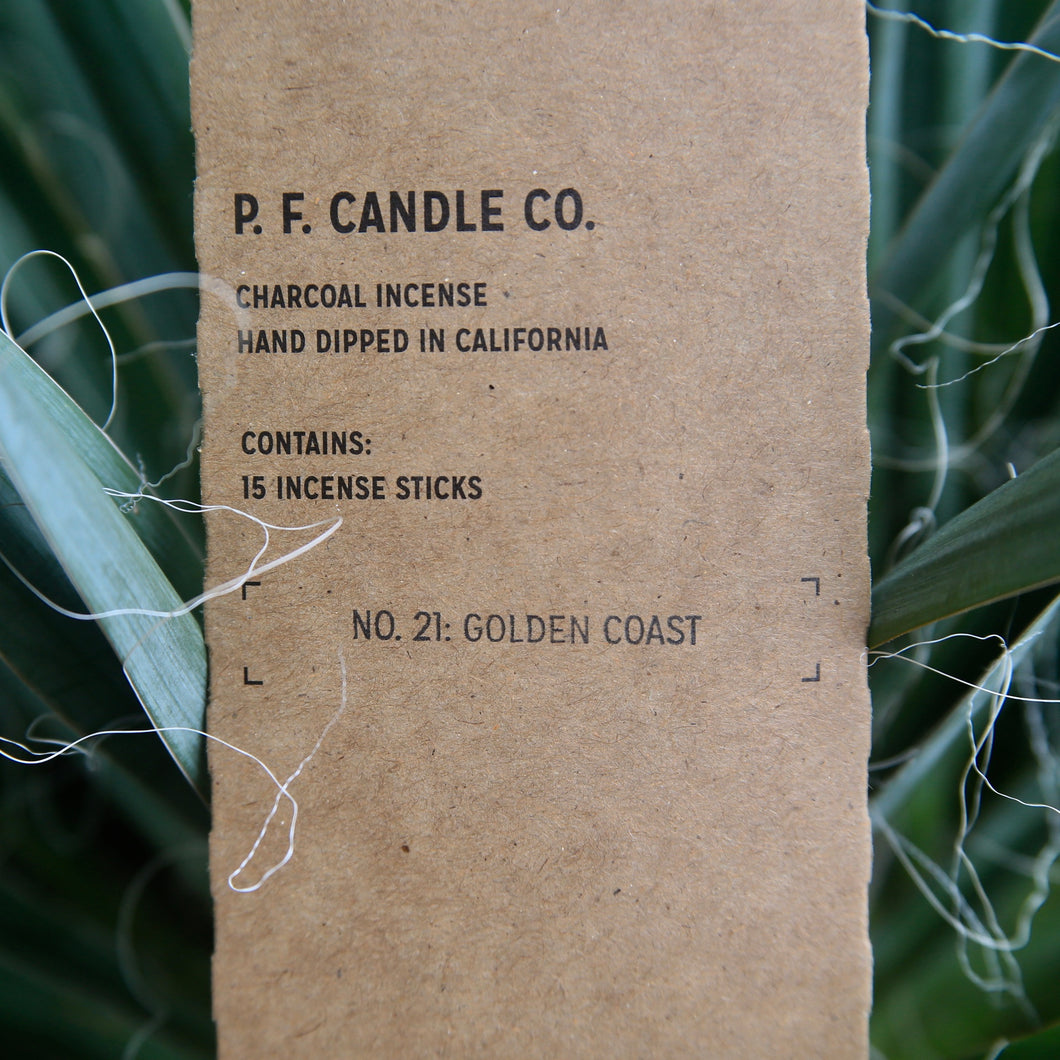 P. F. CANDLE CO.
CHARCOAL INCENSE
HAND DIPPED IN CALIFORNIA
CONTAINS:
15 INCENSE STICKS
NO. 21: GOLDEN COAST